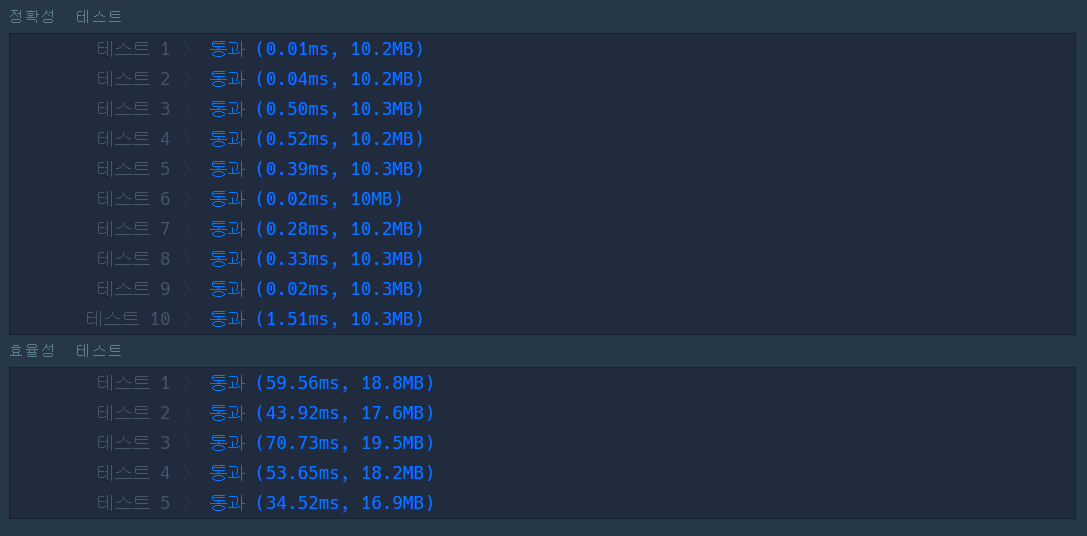 정확성 테스트
테스트 1 〉 통과 (0.01ms, 10.2MB)
테스트 2 〉 통과 (0.04ms, 10.2MB)
테스트 3 〉 통과 (0.50ms, 10.3MB)
테스트 4 〉 통과 (0.52ms, 10.2MB)
테스트 5 〉 통과 (0.39ms, 10.3MB)
테스트 6 〉 통과 (0.02ms, 10MB)
테스트 7 〉 통과 (0.28ms, 10.2MB)
테스트 8 〉 통과 (0.33ms, 10.3MB)
테스트 9 〉 통과 (0.02ms, 10.3MB)
테스트 10 〉 통과 (1.51ms, 10.3MB)
효율성 테스트
테스트 1 〉 통과 (59.56ms, 18.8MB)
테스트 2 〉 통과 (43.92ms, 17.6MB)
테스트 3 〉 통과 (70.73ms, 19.5MB)
테스트 4 〉 통과 (53.65ms, 18.2MB)
테스트 5 〉 통과 (34.52ms, 16.9MB)